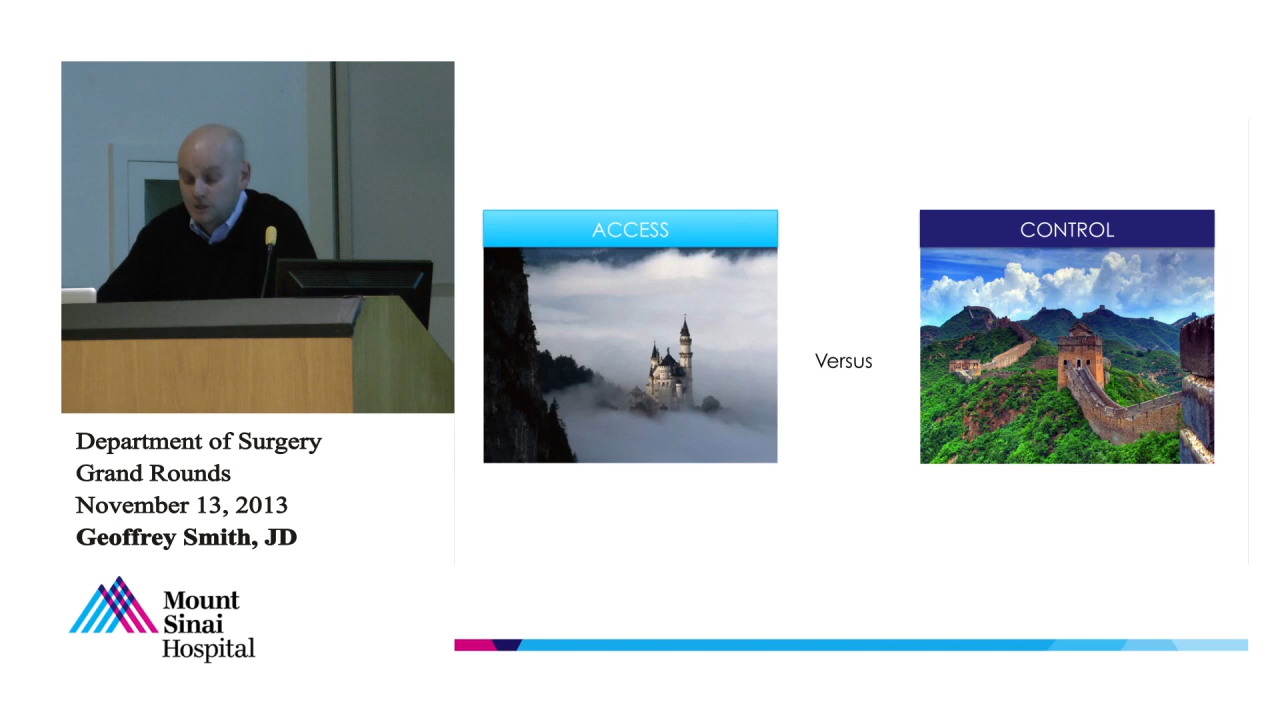 Department of Surgery
Grand Rounds
November 13, 2013
Geoffrey Smith, JD
Mount
Sinai
Hospital
ACCESS
Versus
CONTROL